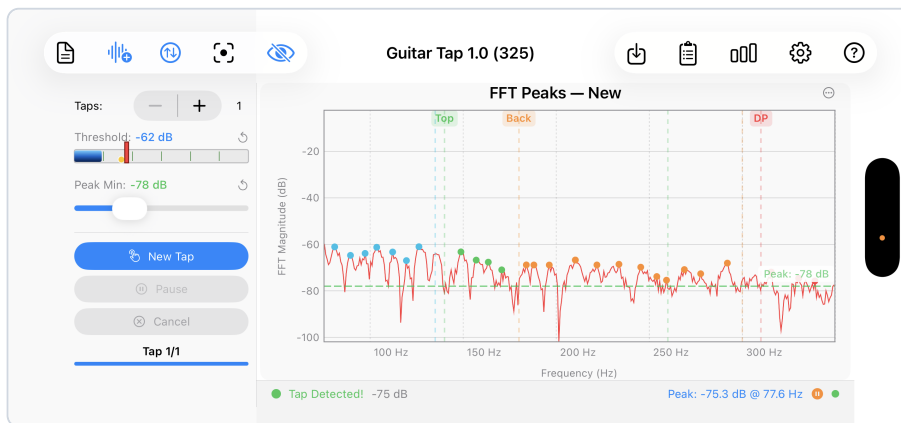 Guitar Tap 1.0 (325)
Taps: 1
Threshold: -62 dB
Peak Min: -78 dB
New Tap
Pause
Cancel
Tap 1/1
FFT Peaks — New
Top
Back
DP
FFT Magnitude (dB)
-20
-40
-60
-80
-100
Peak: -78 dB
100 Hz
150 Hz
200 Hz
250 Hz
300 Hz
Frequency (Hz)
Tap Detected! -75 dB
Peak: -75.3 dB @ 77.6 Hz